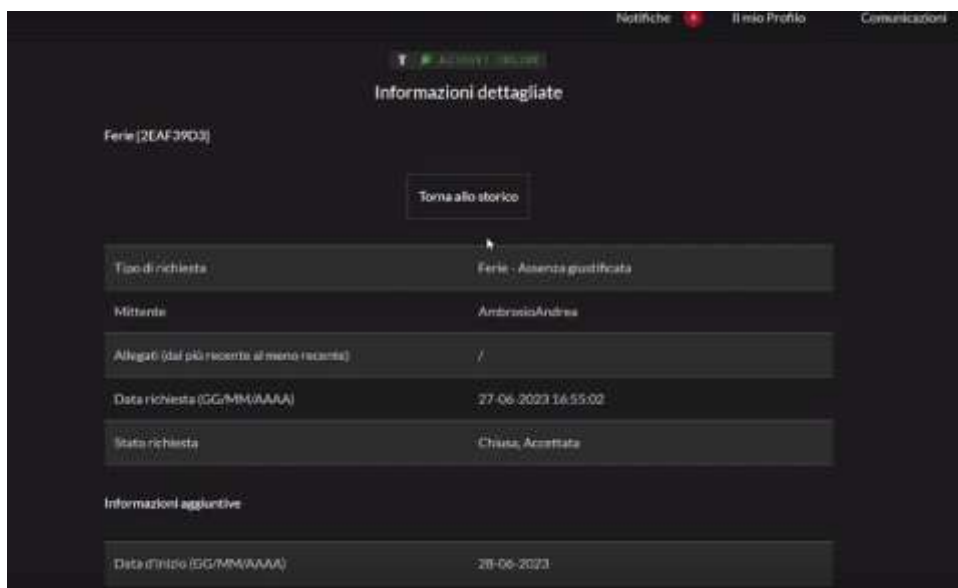 Notifiche Il mio Profilo Comunicazioni
Informazioni dettagliate
Ferie [2EAF39D3]
Torna allo storico
Tipo di richiesta Ferie - Assenza giustificata
Mittente AmbrosioAndrea
Allegati (dal più recente al meno recente) /
Data richiesta (GG/MM/AAAA) 27-06-2023 16:55:02
Stato richiesta Chiusa, Accettata
Informazioni aggiuntive
Data d'inizio (GG/MM/AAAA) 28-06-2023